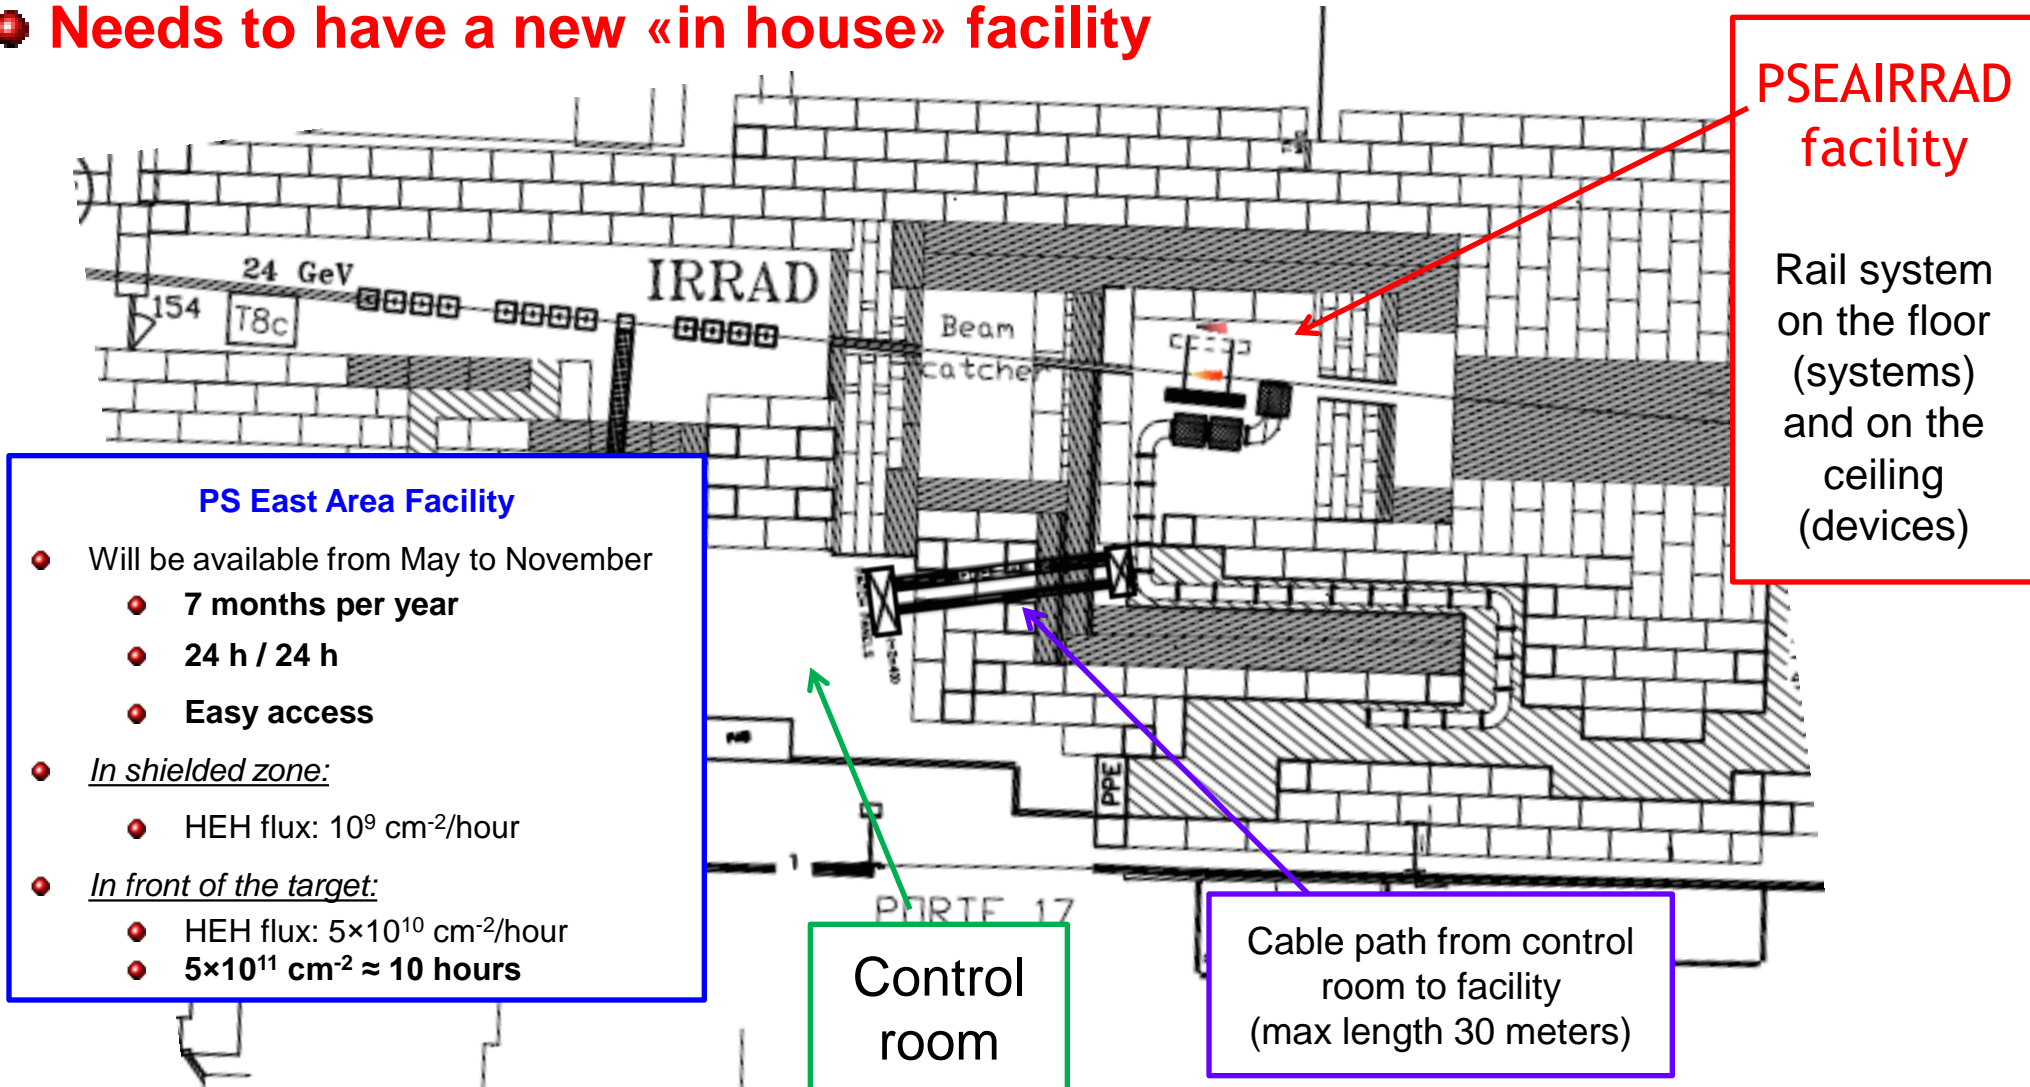 Needs to have a new «in house» facility
PSEAIRRAD
facility
Rail system
on the floor
(systems)
and on the
ceiling
(devices)
24 GeV
IRRAD
154
T8c
Beam
catcher
PS East Area Facility
Will be available from May to November
7 months per year
24 h / 24 h
Easy access
In shielded zone:
HEH flux: 10⁹ cm⁻²/hour
In front of the target:
HEH flux: 5×10¹⁰ cm⁻²/hour
5×10¹¹ cm⁻² ≈ 10 hours
PPE
1
PORTE 17
Control
room
Cable path from control
room to facility
(max length 30 meters)